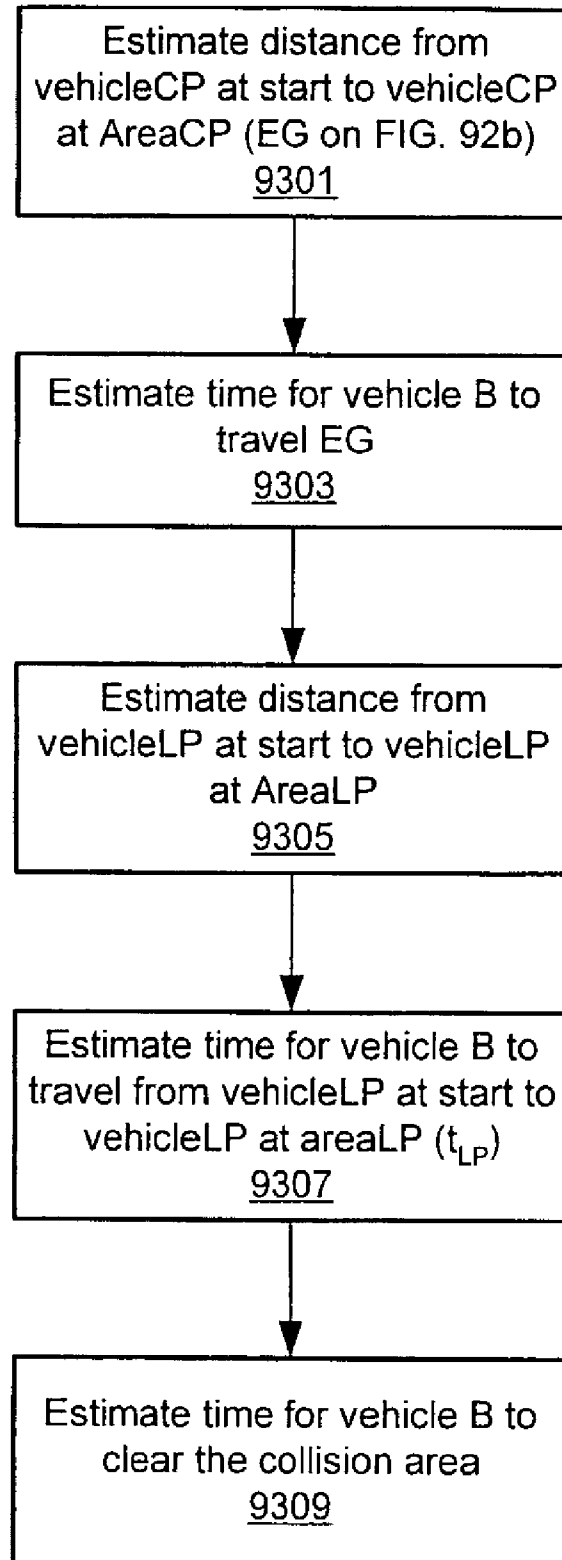 Estimate distance from
vehicleCP at start to vehicleCP
at AreaCP (EG on FIG. 92b)
9301
Estimate time for vehicle B to
travel EG
9303
Estimate distance from
vehicleLP at start to vehicleLP
at AreaLP
9305
Estimate time for vehicle B to
travel from vehicleLP at start to
vehicleLP at areaLP (tLP)
9307
Estimate time for vehicle B to
clear the collision area
9309